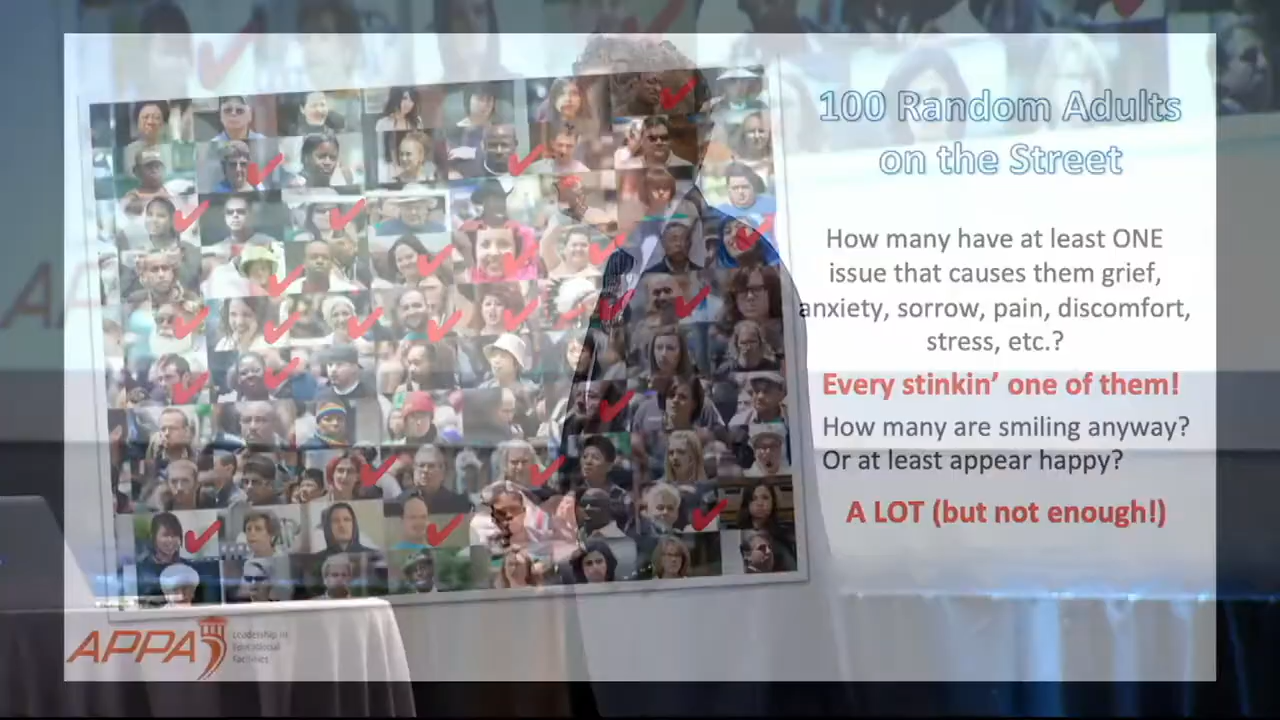 100 Random Adults
on the Street
How many have at least ONE
issue that causes them grief,
anxiety, sorrow, pain, discomfort,
stress, etc.?
Every stinkin’ one of them!
How many are smiling anyway?
Or at least appear happy?
A LOT (but not enough!)
APPA
Leadership in
Educational
Facilities